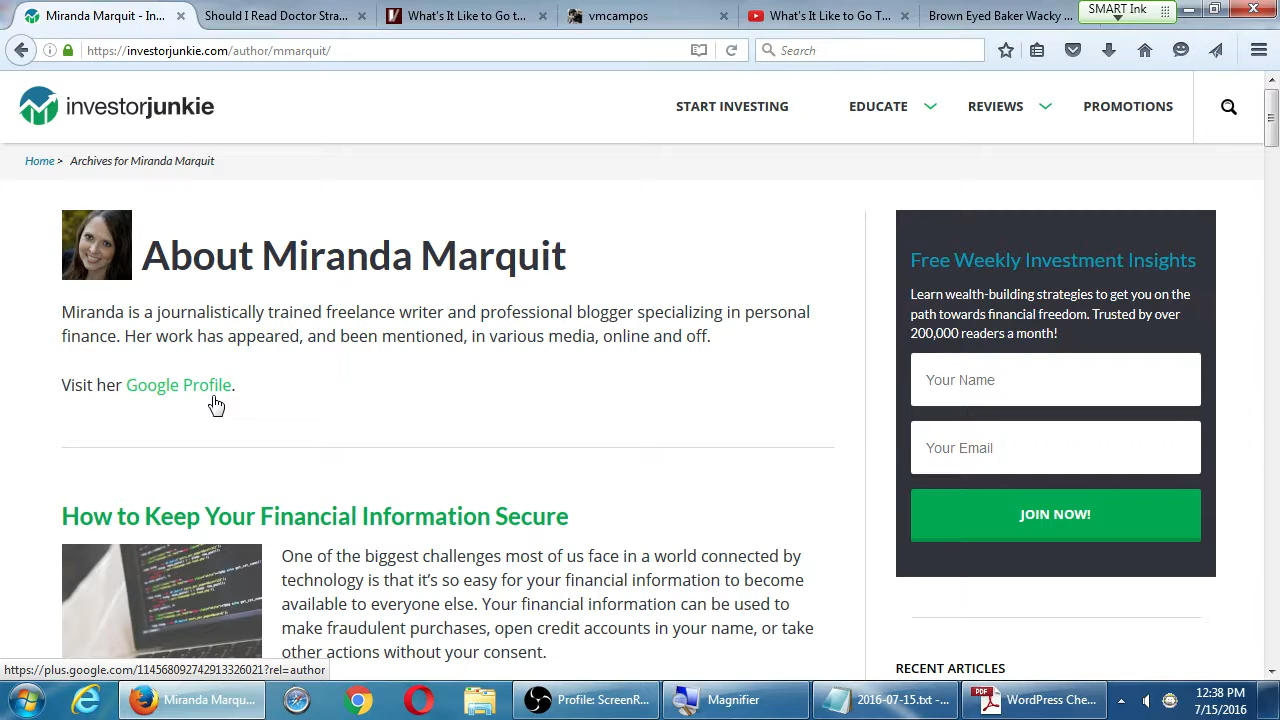 Miranda Marquit - In...
Should I Read Doctor Stra...
What's It Like to Go t...
vmcampos
What's It Like to Go T...
Brown Eyed Baker Wacky ...
SMART Ink
https://investorjunkie.com/author/mmarquit/
Search
investorjunkie
START INVESTING
EDUCATE
REVIEWS
PROMOTIONS
Home > Archives for Miranda Marquit
About Miranda Marquit
Miranda is a journalistically trained freelance writer and professional blogger specializing in personal
finance. Her work has appeared, and been mentioned, in various media, online and off.
Visit her Google Profile.
How to Keep Your Financial Information Secure
One of the biggest challenges most of us face in a world connected by
technology is that it's so easy for your financial information to become
available to everyone else. Your financial information can be used to
make fraudulent purchases, open credit accounts in your name, or take
other actions without your consent.
Free Weekly Investment Insights
Learn wealth-building strategies to get you on the
path towards financial freedom. Trusted by over
200,000 readers a month!
Your Name
Your Email
JOIN NOW!
RECENT ARTICLES
https://plus.google.com/114568092742913326021?rel=author
Miranda Marqu...
Profile: ScreenR...
Magnifier
2016-07-15.txt -...
PDF
WordPress Che...
12:38 PM
7/15/2016